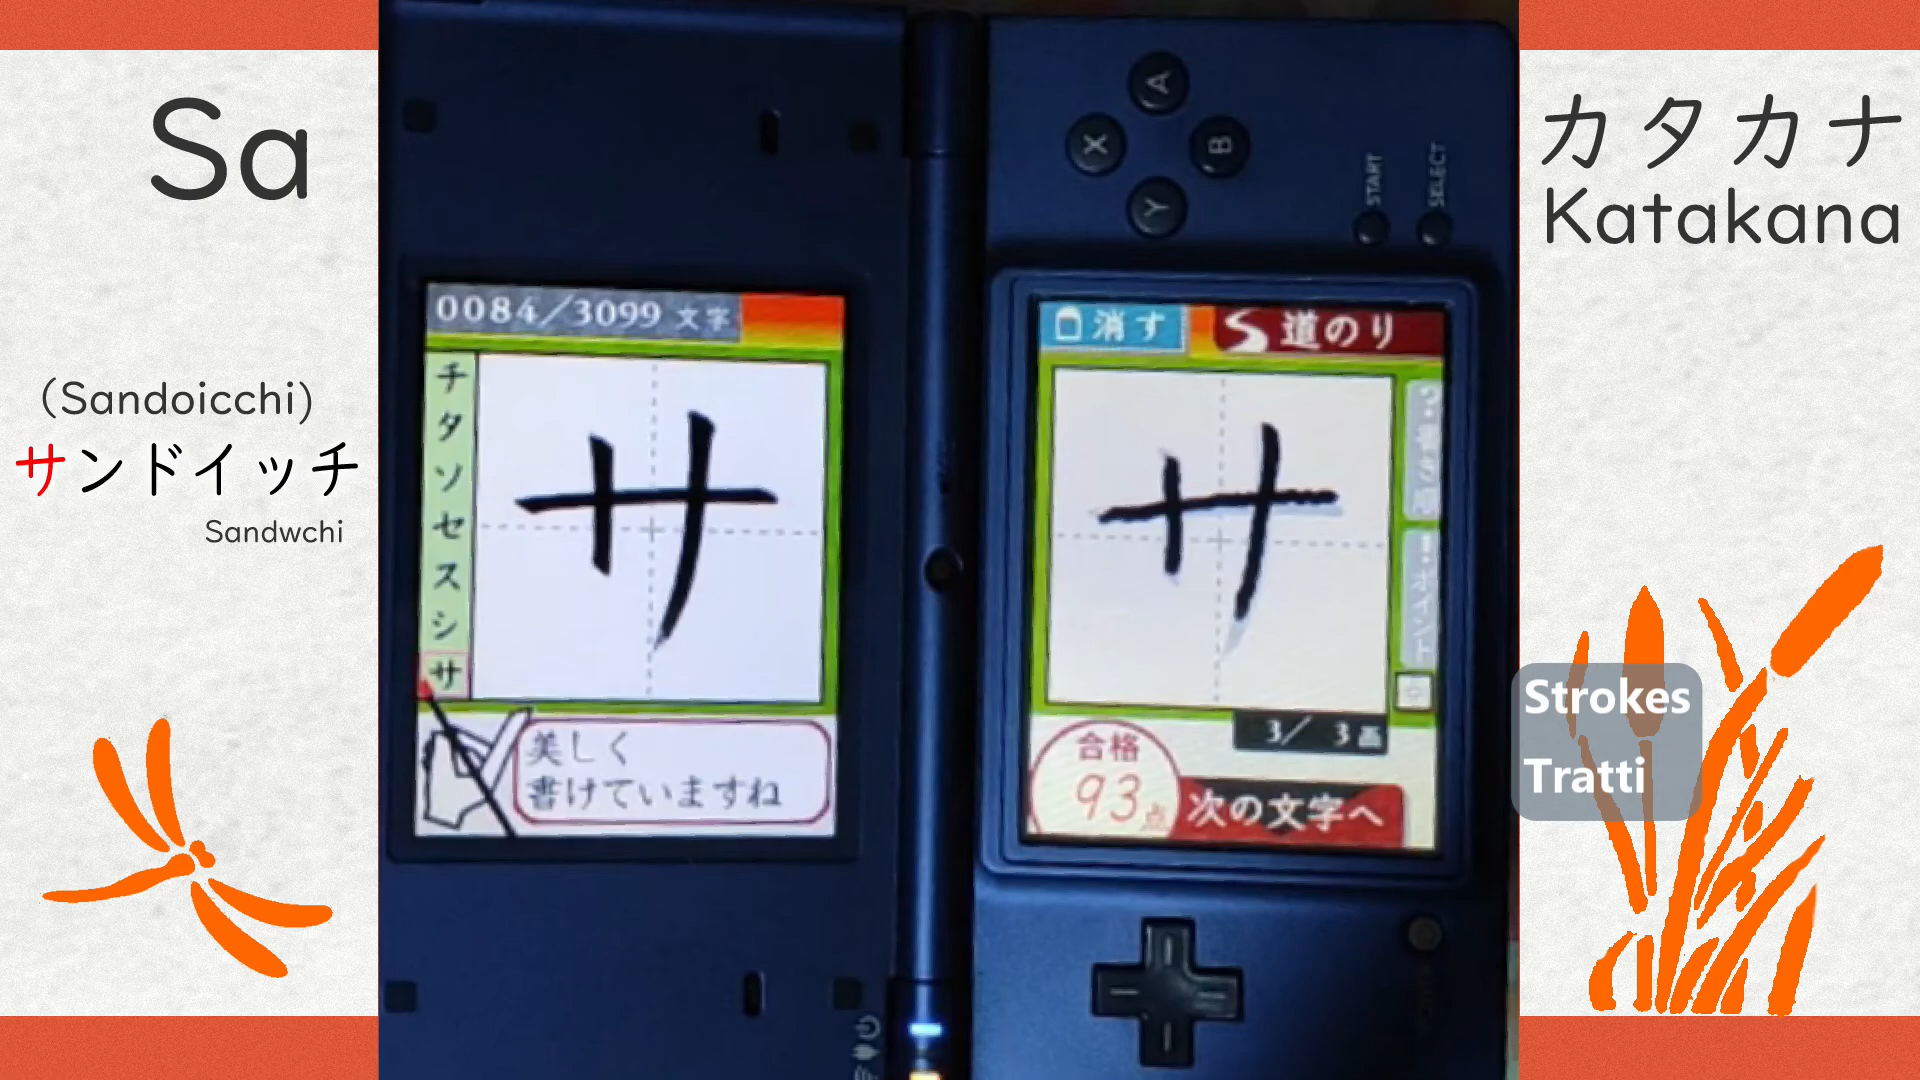 Sa
(Sandoicchi)
サンドイッチ
Sandwchi
0084/3099 文字
チ
タ
ソ
セ
ス
シ
サ
サ
美しく
書けていますね
A
X
B
Y
START
SELECT
消す
道のり
サ
3/ 3画
合格
93点
次の文字へ
カタカナ
Katakana
Strokes
Tratti